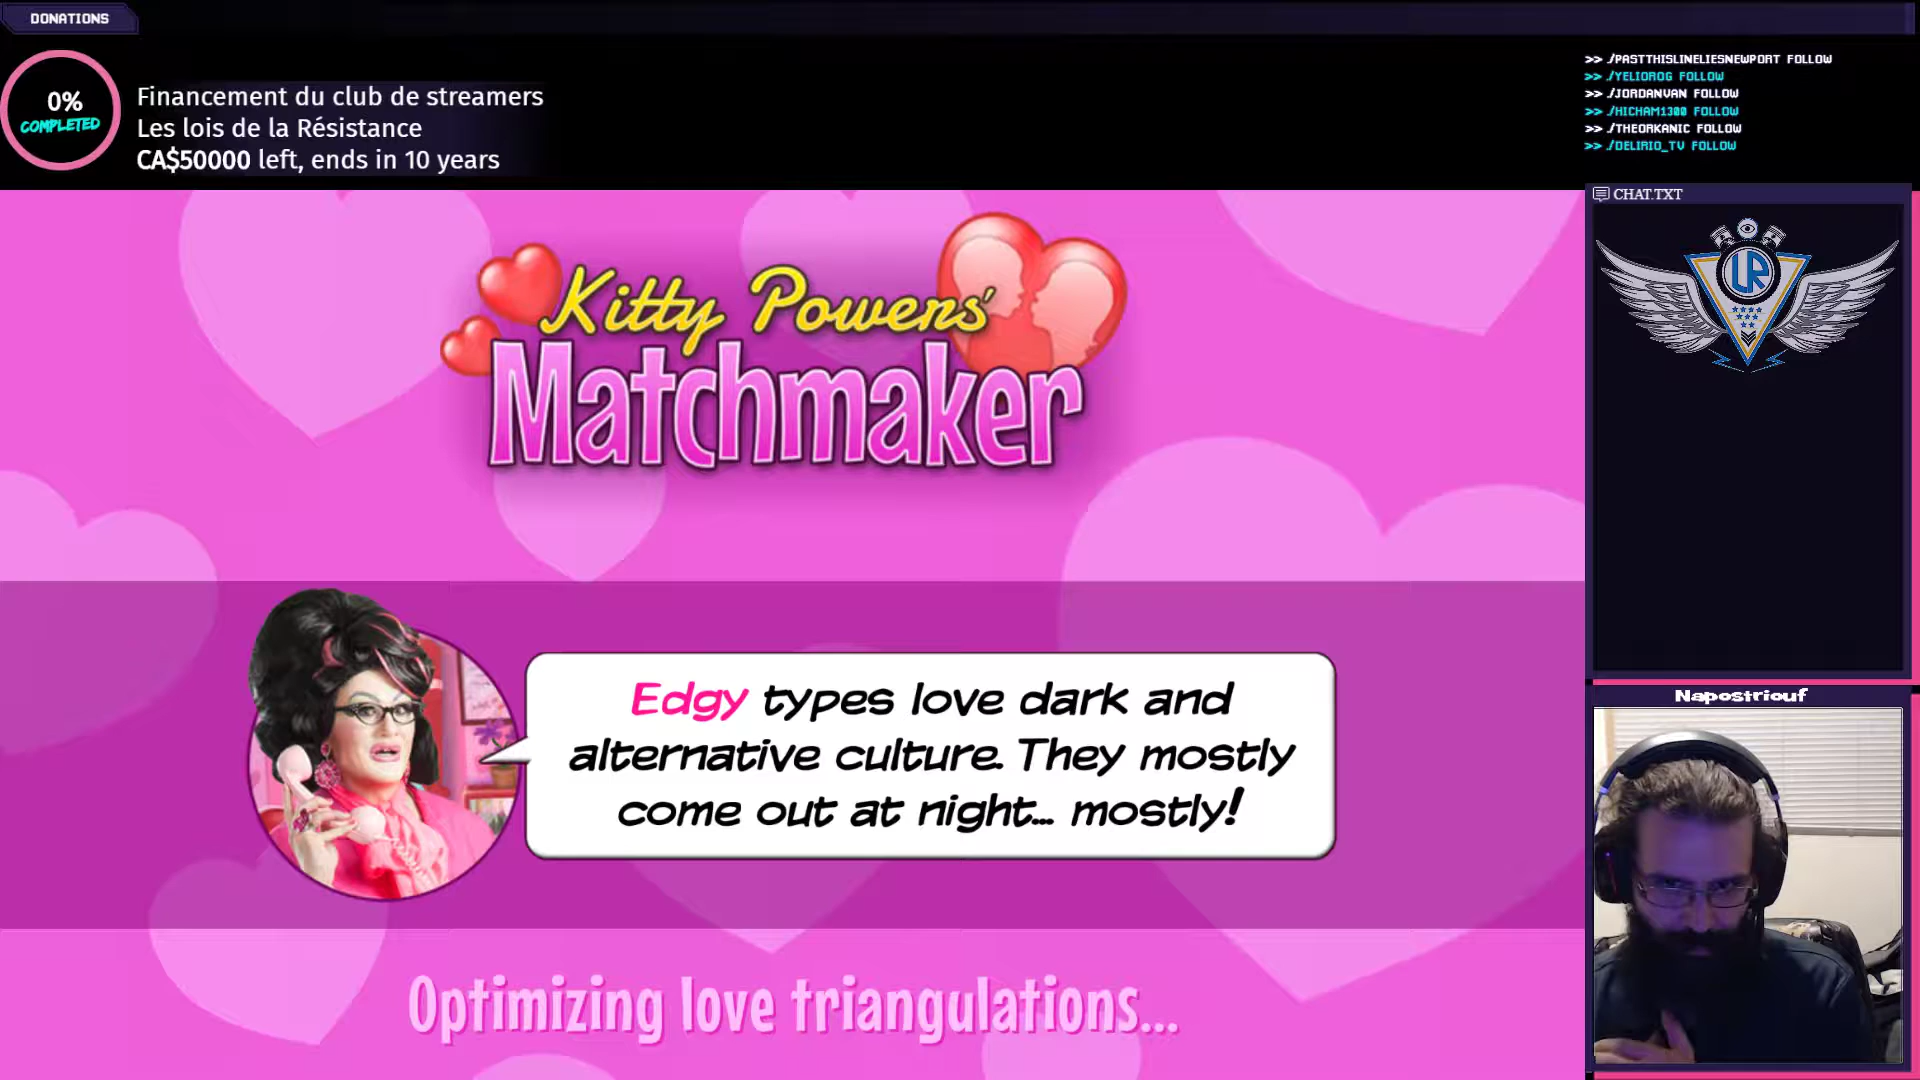 DONATIONS
0%
COMPLETED
Financement du club de streamers
Les lois de la Résistance
CA$50000 left, ends in 10 years
>> ./PASTTHISLINELIESNEWPORT FOLLOW
>> ./YELIOROG FOLLOW
>> ./JORDANVAN FOLLOW
>> ./HICHAM1300 FOLLOW
>> ./THEORKANIC FOLLOW
>> ./DELIRIO_TV FOLLOW
CHAT.TXT
LR
Kitty Powers'
Matchmaker
Edgy types love dark and
alternative culture. They mostly
come out at night... mostly!
Optimizing love triangulations...
Napostriouf